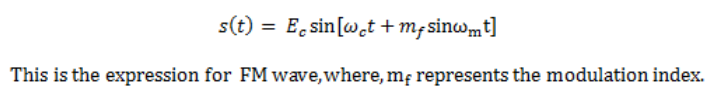 s(t) = E_c sin[ω_c t + m_f sinω_m t]
This is the expression for FM wave,where, m_f represents the modulation index.